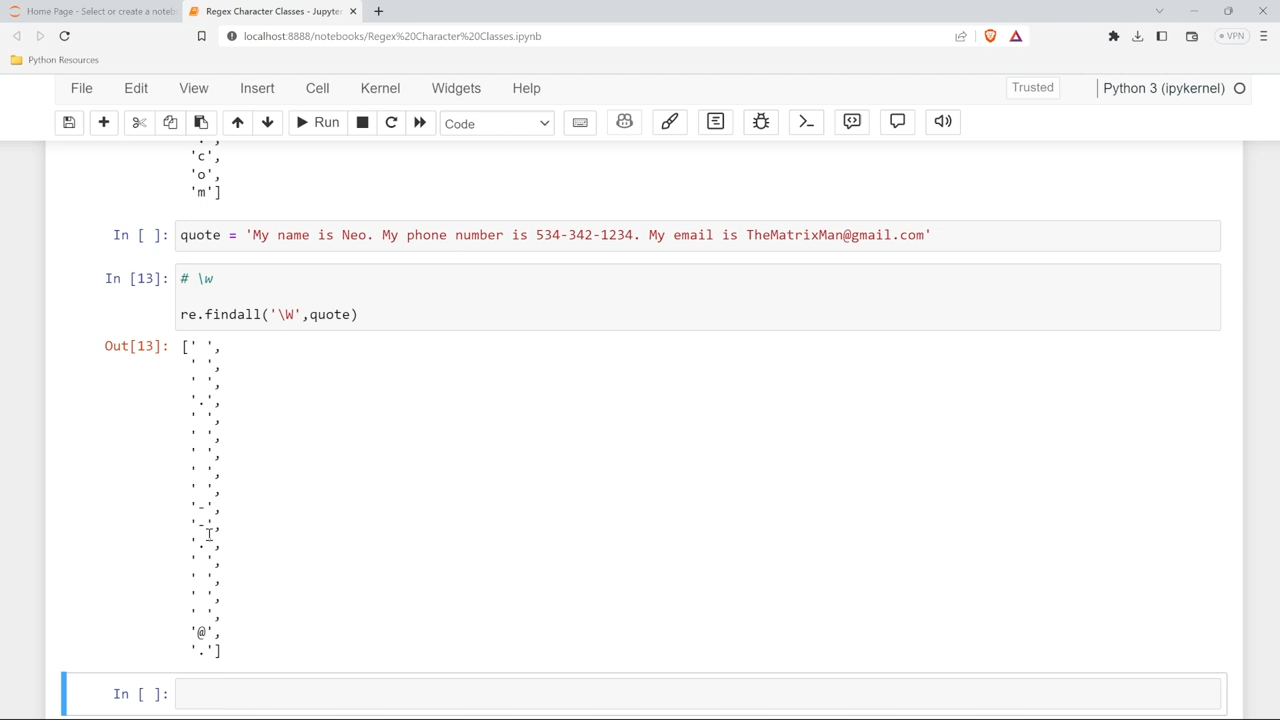 Home Page - Select or create a noteb
Regex Character Classes - Jupyte
localhost:8888/notebooks/Regex%20Character%20Classes.ipynb
VPN
Python Resources
File Edit View Insert Cell Kernel Widgets Help
Trusted
Python 3 (ipykernel)
Run
Code
'.',
'c',
'o',
'm']
In [ ]: quote = 'My name is Neo. My phone number is 534-342-1234. My email is TheMatrixMan@gmail.com'
In [13]: # \w
re.findall('\W',quote)
Out[13]: [' ',
' ',
' ',
'.',
' ',
' ',
' ',
' ',
' ',
'-',
'-',
'.',
' ',
' ',
' ',
' ',
'@',
'.']
In [ ]: